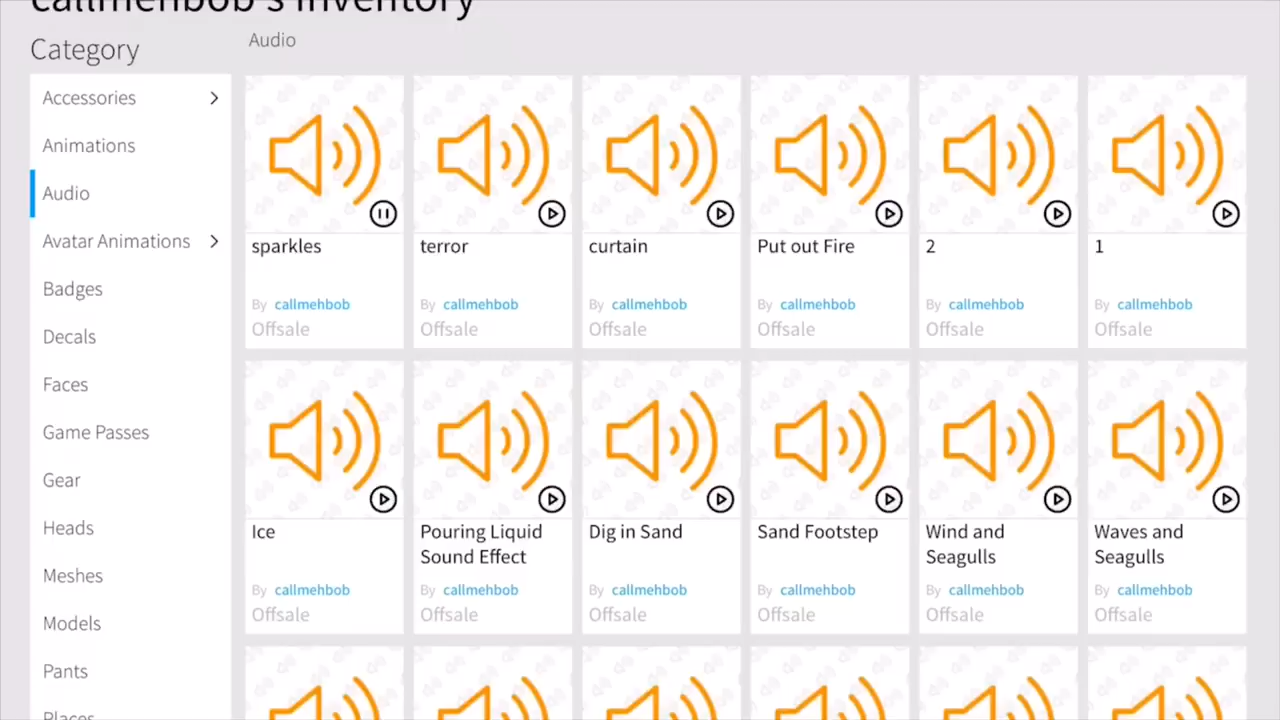 callmehbob's inventory
Category
Audio
Accessories
Animations
Audio
Avatar Animations
Badges
Decals
Faces
Game Passes
Gear
Heads
Meshes
Models
Pants
Places
sparkles
By callmehbob
Offsale
terror
By callmehbob
Offsale
curtain
By callmehbob
Offsale
Put out Fire
By callmehbob
Offsale
2
By callmehbob
Offsale
1
By callmehbob
Offsale
Ice
By callmehbob
Offsale
Pouring Liquid
Sound Effect
By callmehbob
Offsale
Dig in Sand
By callmehbob
Offsale
Sand Footstep
By callmehbob
Offsale
Wind and
Seagulls
By callmehbob
Offsale
Waves and
Seagulls
By callmehbob
Offsale